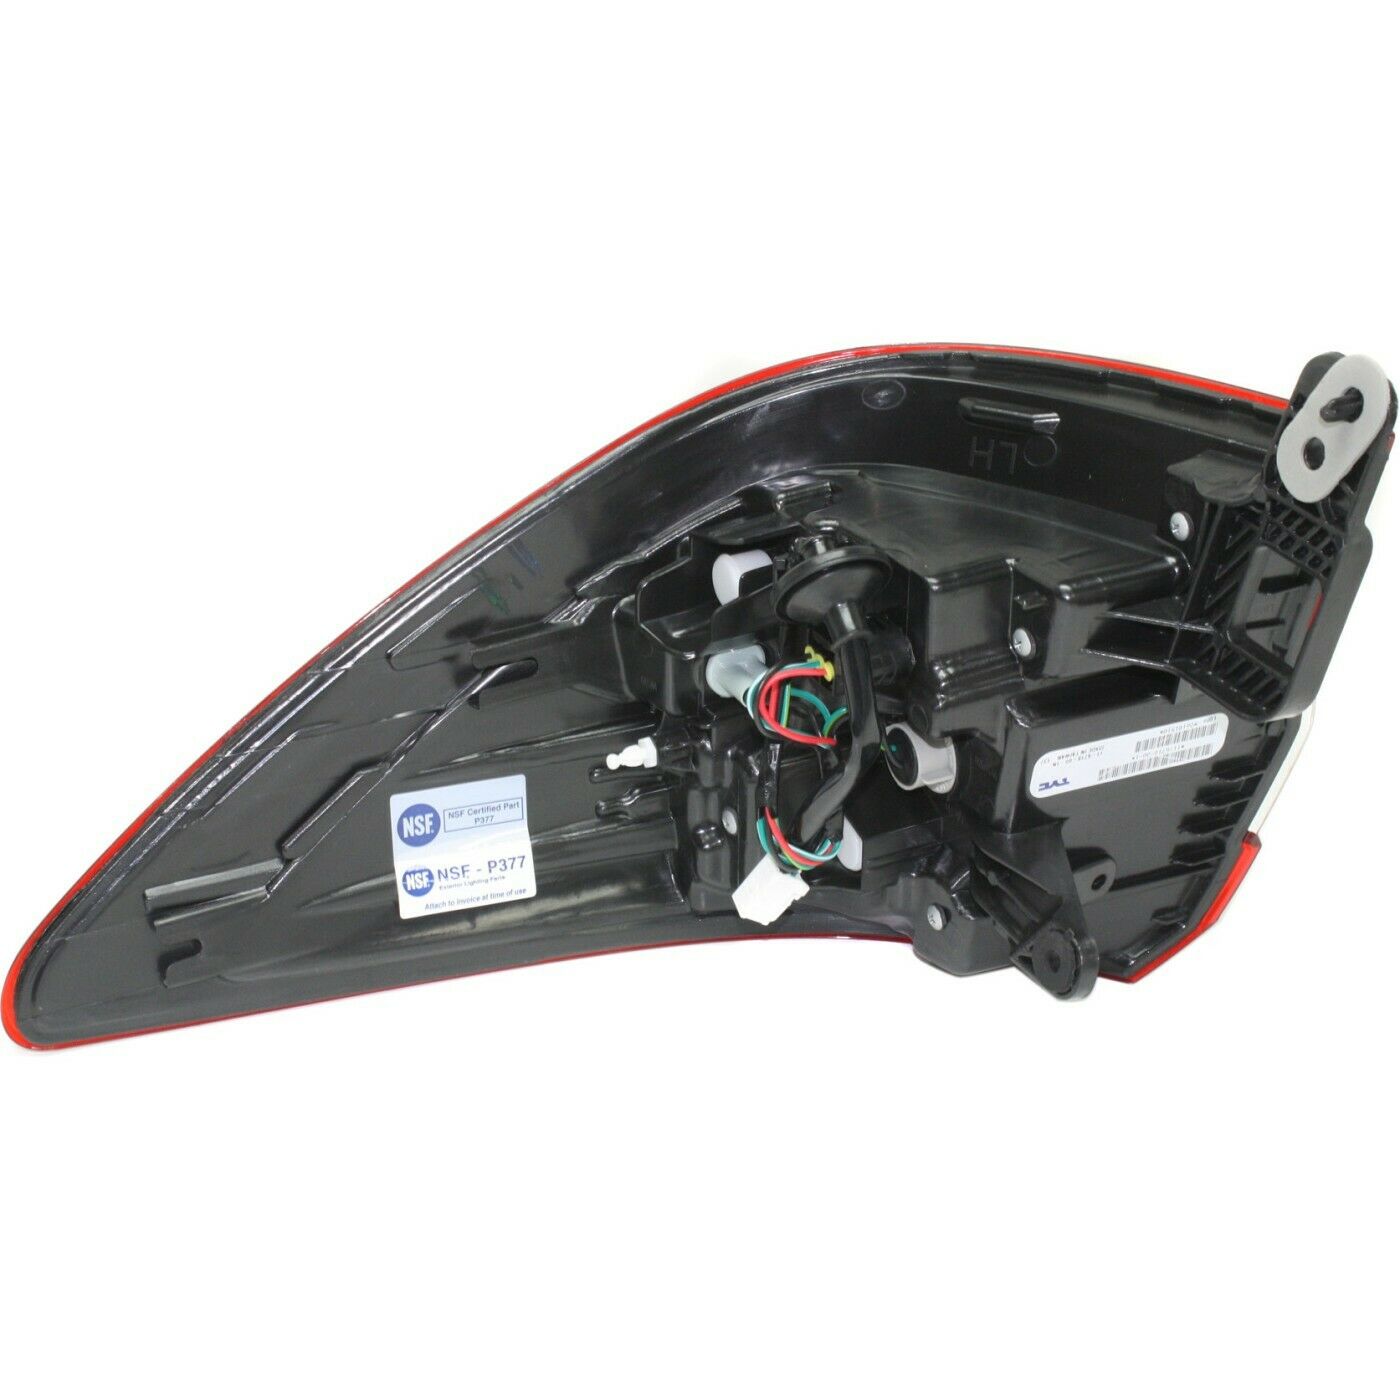 LH
NSF
NSF Certified Part
P377
NSF
NSF - P377
Exterior Lighting Parts
Attach to Invoice at time of use
TYC